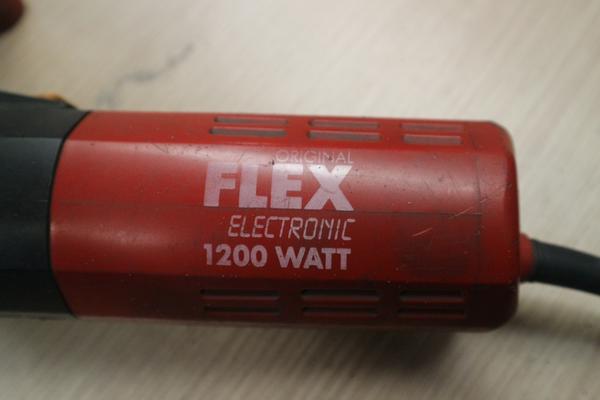 ORIGINAL
FLEX
ELECTRONIC
1200 WATT